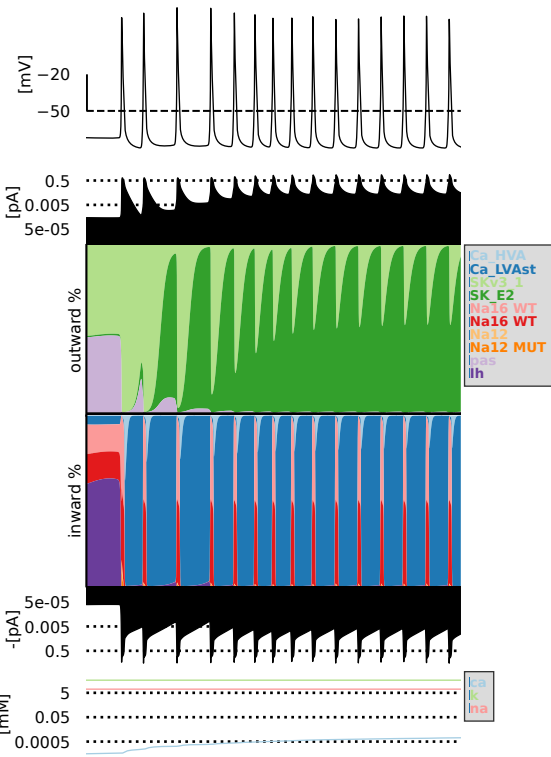 [mV]
−20
−50
[pA]
0.5
0.005
5e-05
outward %
Ca_HVA
Ca_LVAst
SKv3_1
SK_E2
Na16 WT
Na16 WT
Na12
Na12 MUT
pas
Ih
inward %
-[pA]
5e-05
0.005
0.5
[mM]
5
0.05
0.0005
ca
k
na